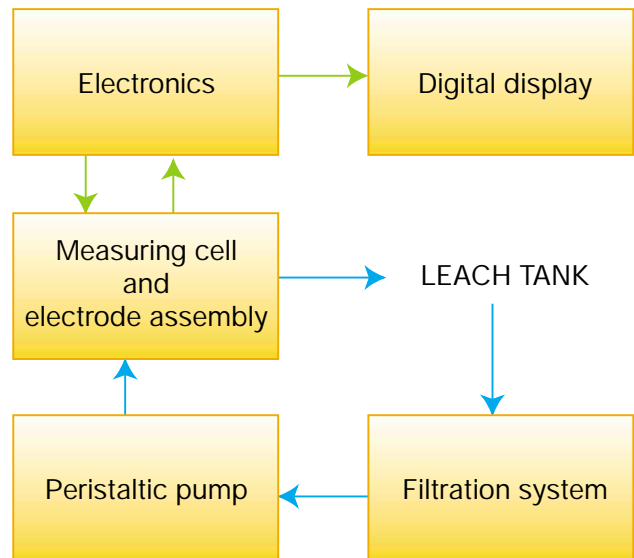 Electronics
Digital display
Measuring cell
and
electrode assembly
LEACH TANK
Peristaltic pump
Filtration system